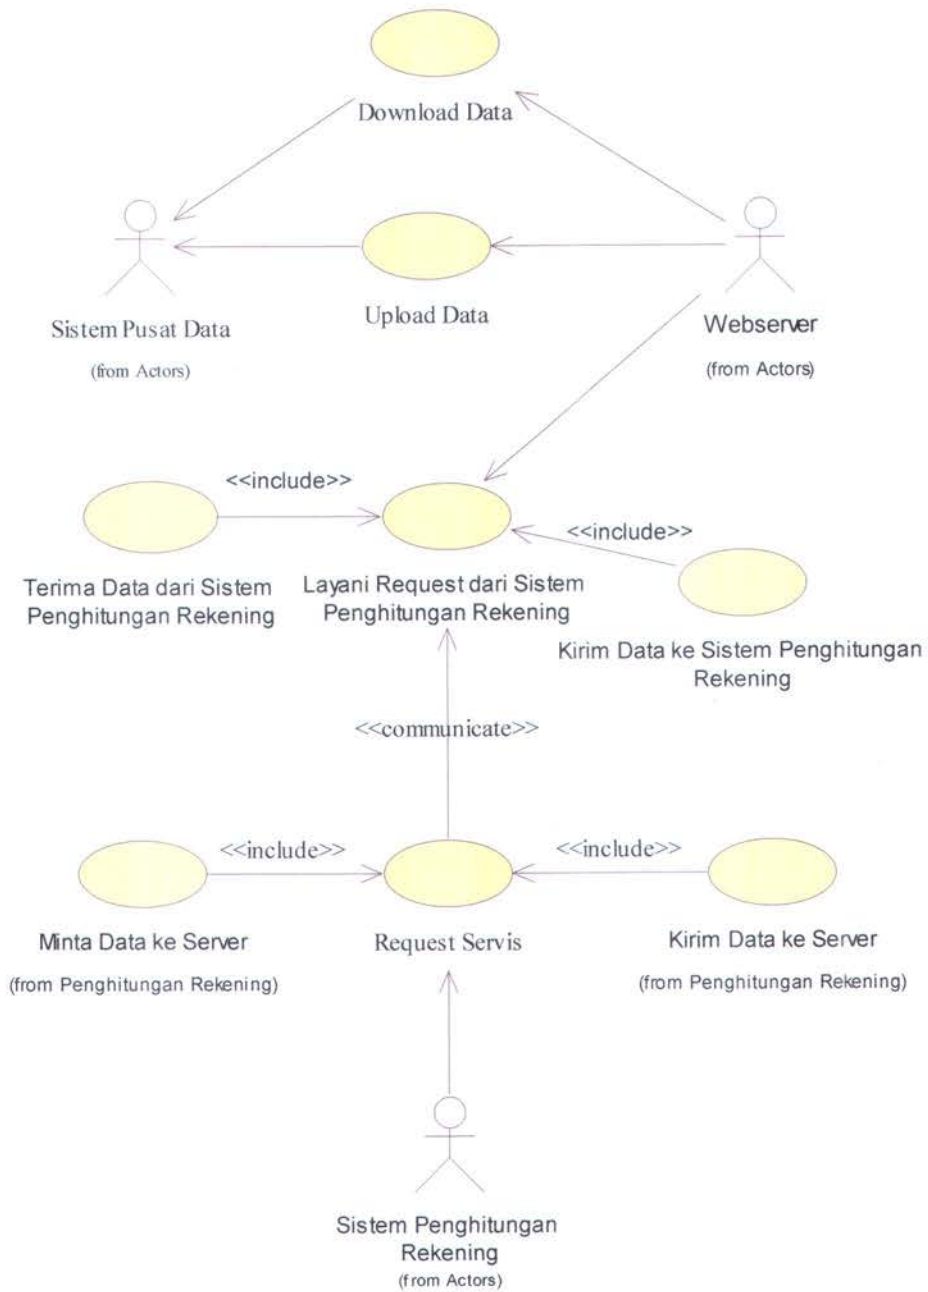 Download Data
Sistem Pusat Data
(from Actors)
Upload Data
Webserver
(from Actors)
<<include>>
<<include>>
Terima Data dari Sistem
Penghitungan Rekening
Layani Request dari Sistem
Penghitungan Rekening
Kirim Data ke Sistem Penghitungan
Rekening
<<communicate>>
<<include>>
<<include>>
Minta Data ke Server
(from Penghitungan Rekening)
Request Servis
Kirim Data ke Server
(from Penghitungan Rekening)
Sistem Penghitungan
Rekening
(from Actors)